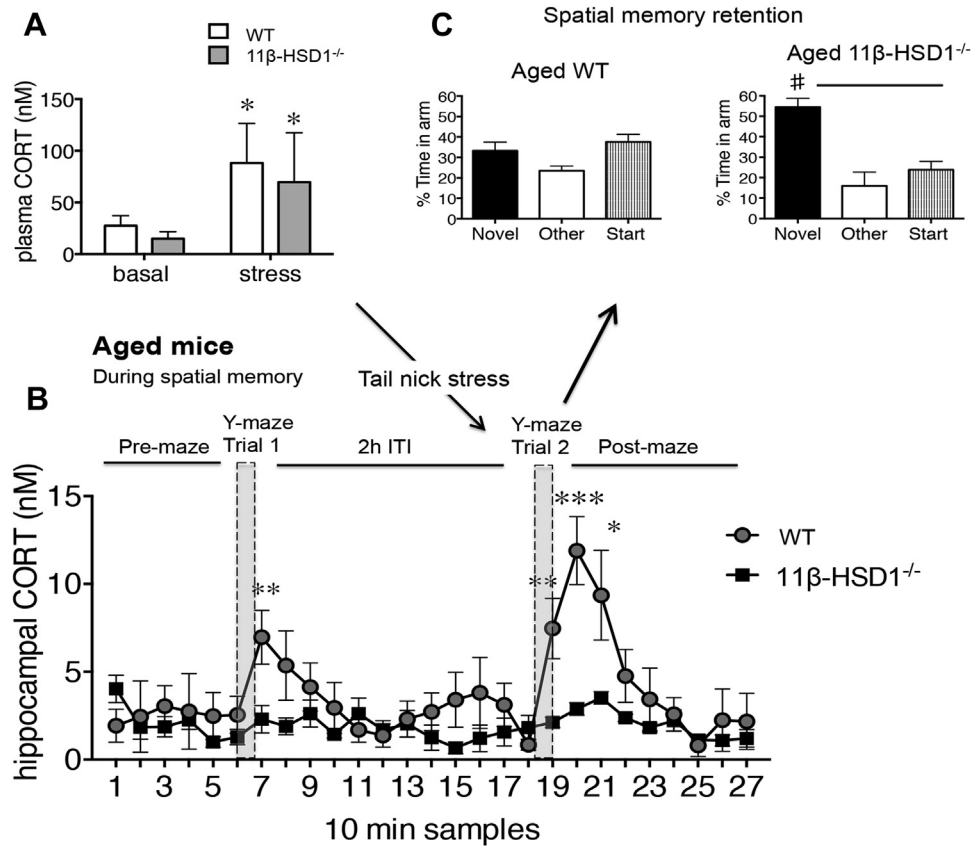 A
WT
11β-HSD1-/-
plasma CORT (nM)
150
100
50
0
* *
basal stress
C
Spatial memory retention
Aged WT
% Time in arm
60
50
40
30
20
10
0
Novel Other Start
Aged 11β-HSD1-/-
#
% Time in arm
60
50
40
30
20
10
0
Novel Other Start
Aged mice
During spatial memory
Tail nick stress
B
Pre-maze
Y-maze
Trial 1
2h ITI
Y-maze
Trial 2
Post-maze
hippocampal CORT (nM)
15
10
5
0
**
**
***
*
WT
11β-HSD1-/-
1 3 5 7 9 11 13 15 17 19 21 23 25 27
10 min samples